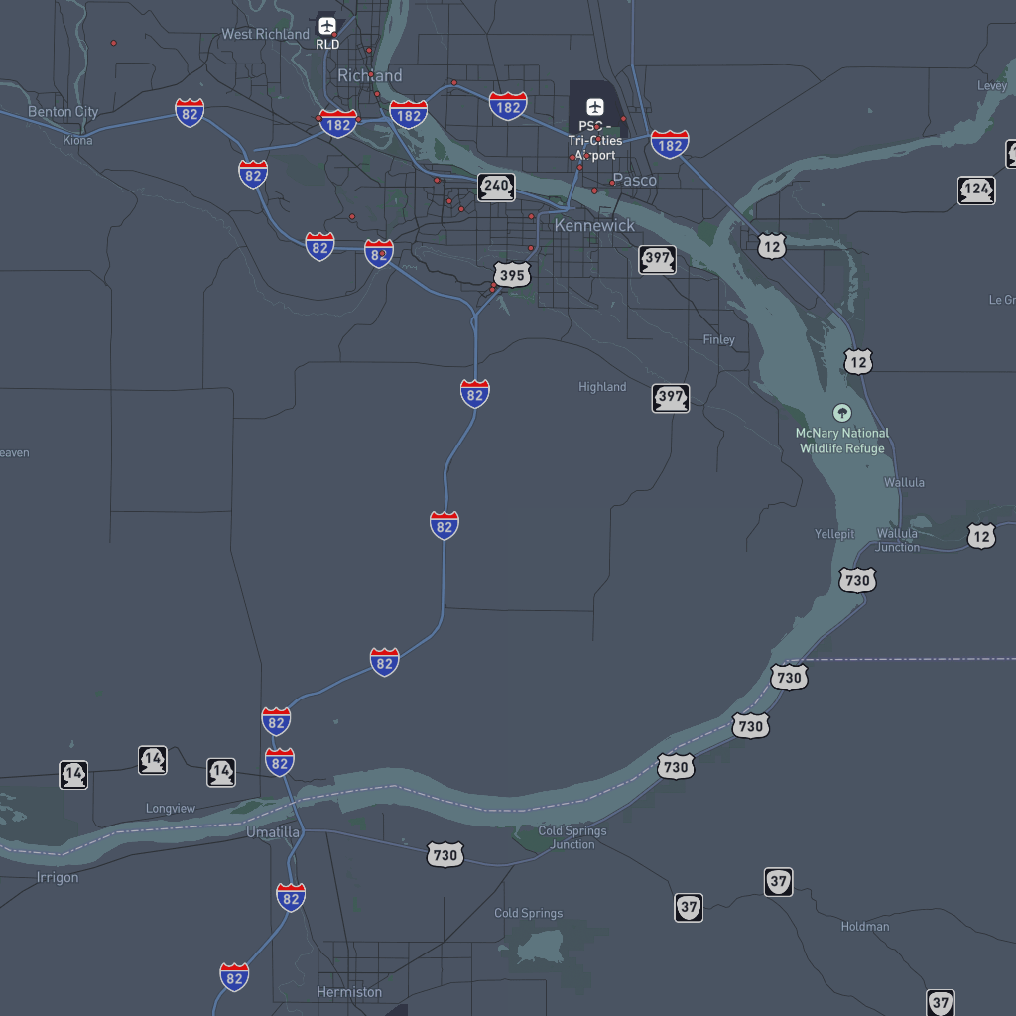 West Richland
RLD
Richland
182
182
182
82
Benton City
Kiona
PSC -
Tri-Cities
Airport
182
Levey
82
240
Pasco
124
Kennewick
82
82
397
12
395
Le Gr
Finley
12
82
Highland
397
McNary National
Wildlife Refuge
eaven
Wallula
82
Yellepit
Wallula
Junction
12
730
82
730
82
730
82
730
14
14
14
Longview
Umatilla
Cold Springs
Junction
730
Irrigon
82
37
37
Cold Springs
Holdman
82
Hermiston
37